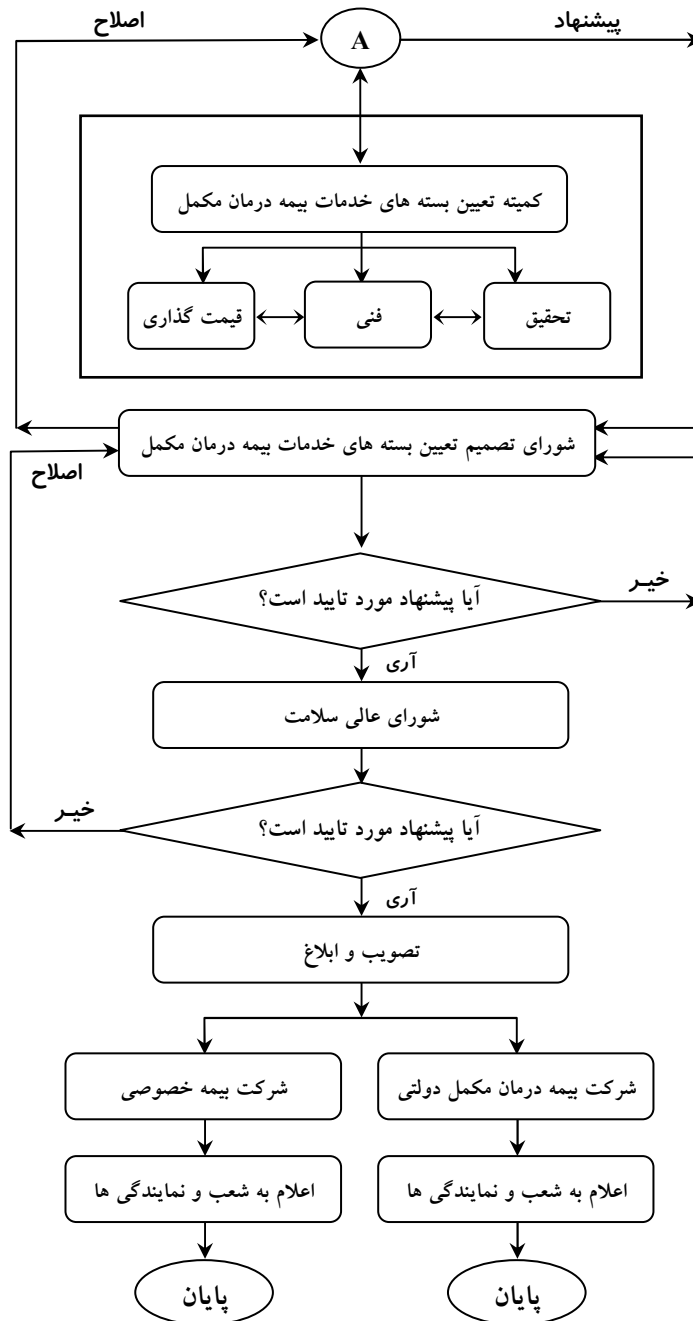 اصلاح
A
پیشنهاد
کمیته تعیین بسته های خدمات بیمه درمان مکمل
تحقیق
فنی
قیمت گذاری
شورای تصمیم تعیین بسته های خدمات بیمه درمان مکمل
اصلاح
آیا پیشنهاد مورد تایید است؟
خیـر
آری
شورای عالی سلامت
آیا پیشنهاد مورد تایید است؟
خیـر
آری
تصویب و ابلاغ
شرکت بیمه درمان مکمل دولتی
شرکت بیمه خصوصی
اعلام به شعب و نمایندگی ها
اعلام به شعب و نمایندگی ها
پایان
پایان